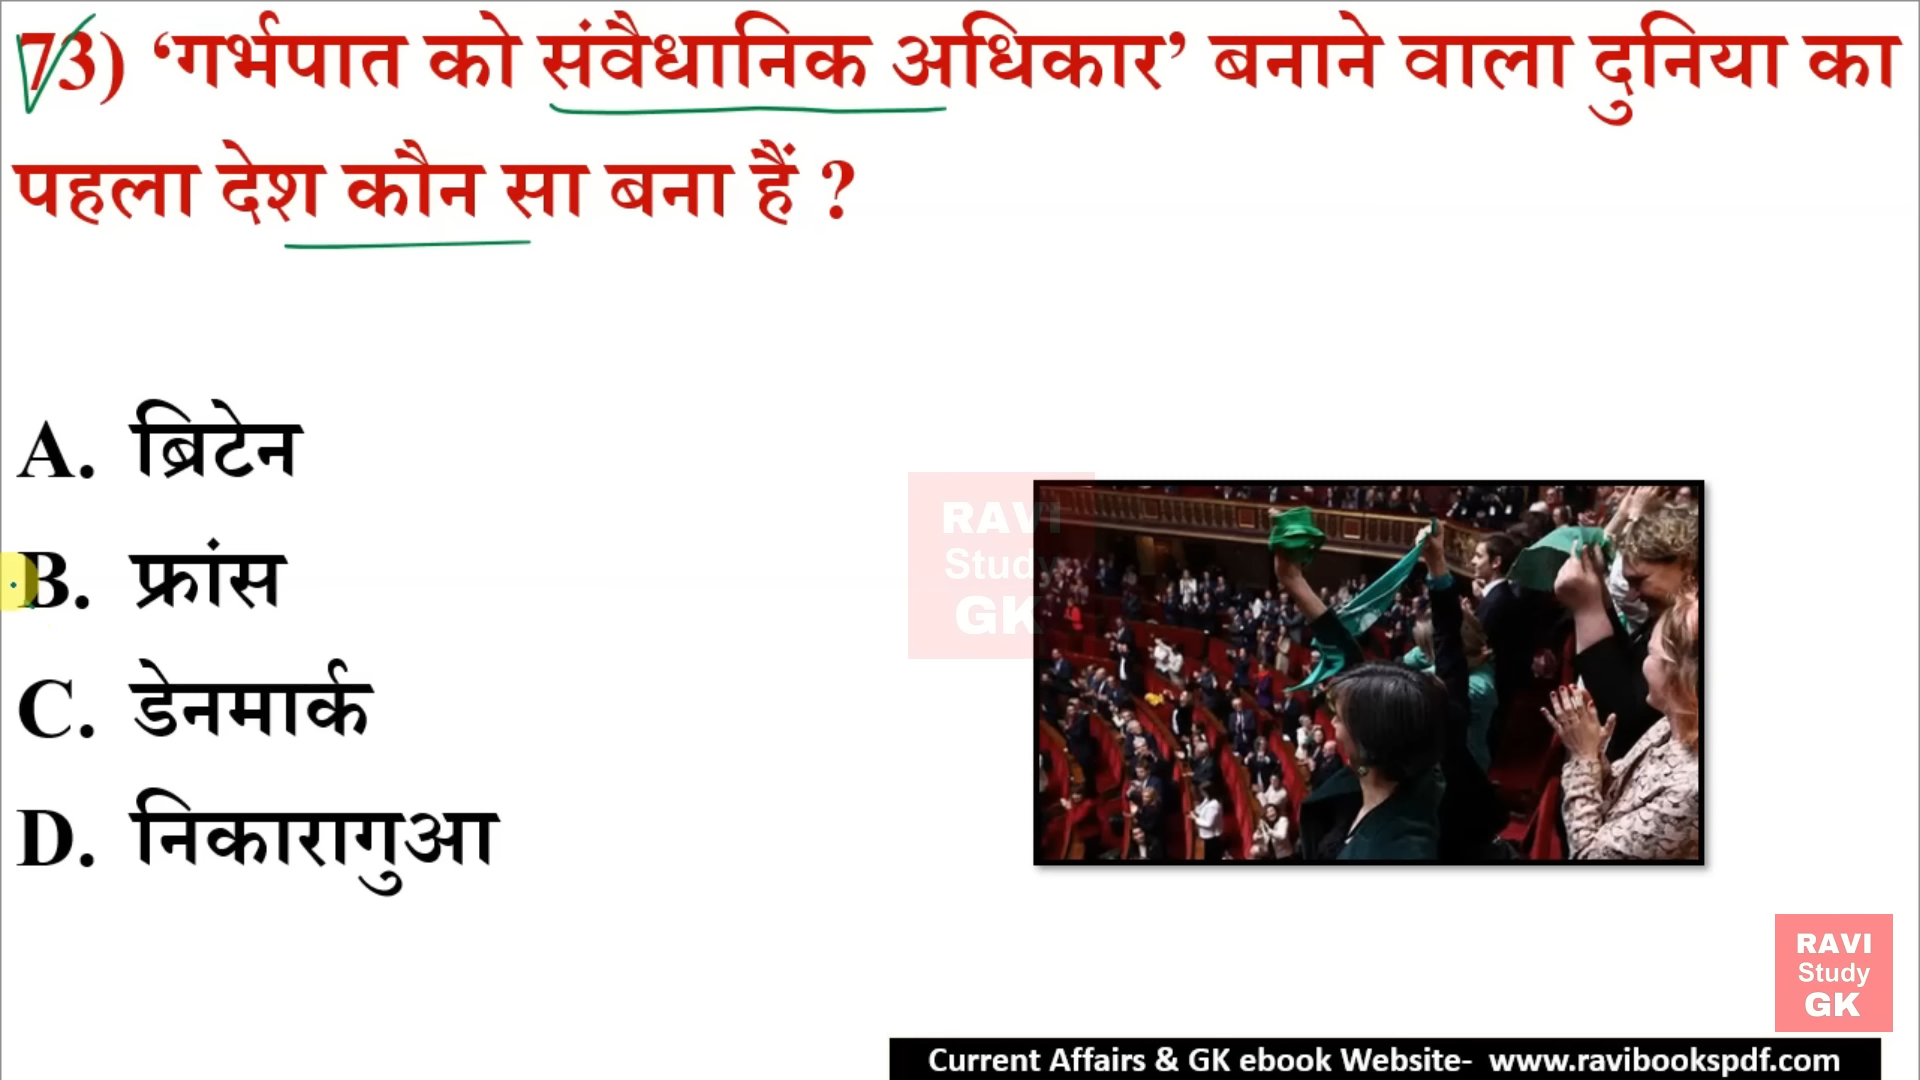 73) ‘गर्भपात को संवैधानिक अधिकार’ बनाने वाला दुनिया का
पहला देश कौन सा बना हैं ?
A. ब्रिटेन
B. फ्रांस
C. डेनमार्क
D. निकारागुआ
RAVI
Study
GK
RAVI
Study
GK
Current Affairs & GK ebook Website- www.ravibookspdf.com